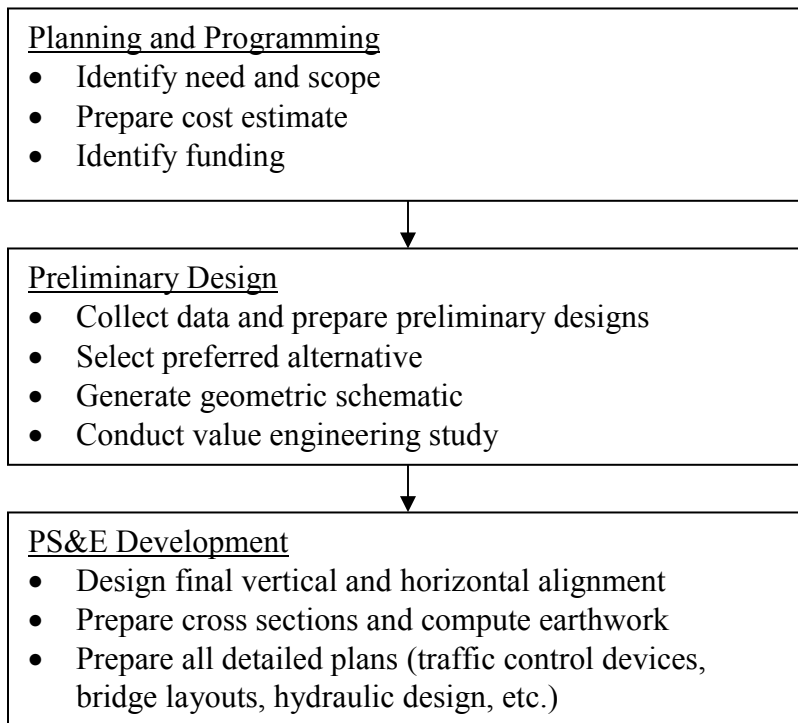 Planning and Programming
• Identify need and scope
• Prepare cost estimate
• Identify funding
Preliminary Design
• Collect data and prepare preliminary designs
• Select preferred alternative
• Generate geometric schematic
• Conduct value engineering study
PS&E Development
• Design final vertical and horizontal alignment
• Prepare cross sections and compute earthwork
• Prepare all detailed plans (traffic control devices,
bridge layouts, hydraulic design, etc.)